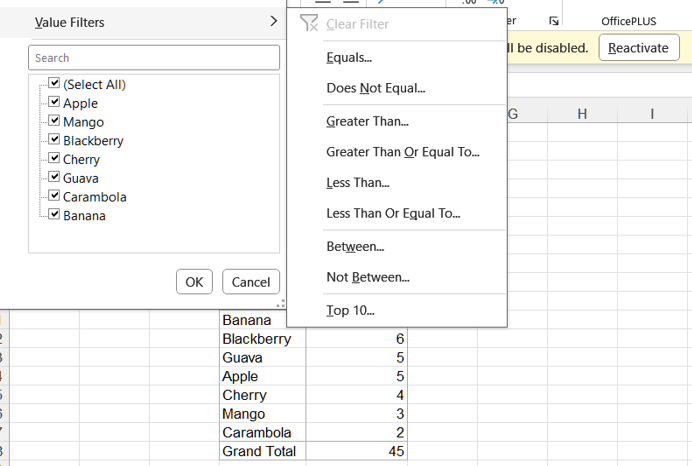 Value Filters
Search
(Select All)
Apple
Mango
Blackberry
Cherry
Guava
Carambola
Banana
OK
Cancel
Clear Filter
Equals...
Does Not Equal...
Greater Than...
Greater Than Or Equal To...
Less Than...
Less Than Or Equal To...
Between...
Not Between...
Top 10...
OfficePLUS
be disabled.
Reactivate
G H I
Banana
Blackberry 6
Guava 5
Apple 5
Cherry 4
Mango 3
Carambola 2
Grand Total 45